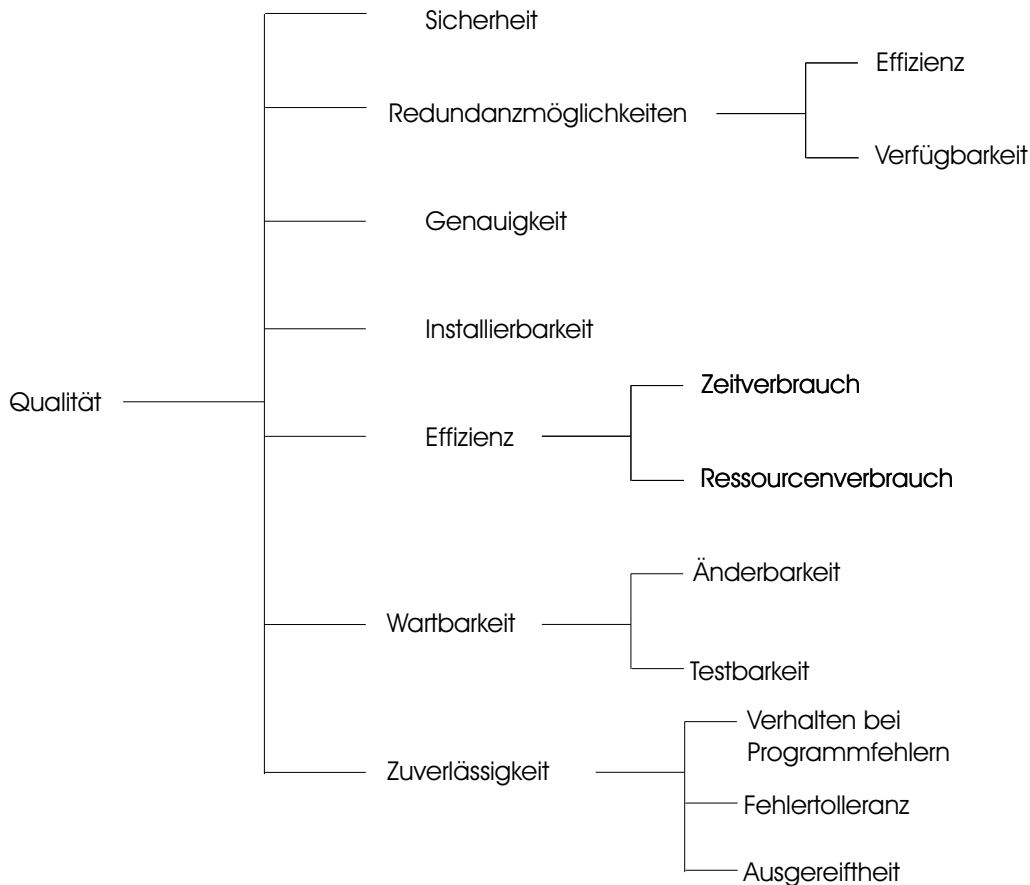 Sicherheit
Effizienz
Redundanzmöglichkeiten
Verfügbarkeit
Genauigkeit
Installierbarkeit
Zeitverbrauch
Qualität
Effizienz
Ressourcenverbrauch
Änderbarkeit
Wartbarkeit
Testbarkeit
Verhalten bei
Programmfehlern
Zuverlässigkeit
Fehlertolleranz
Ausgereiftheit